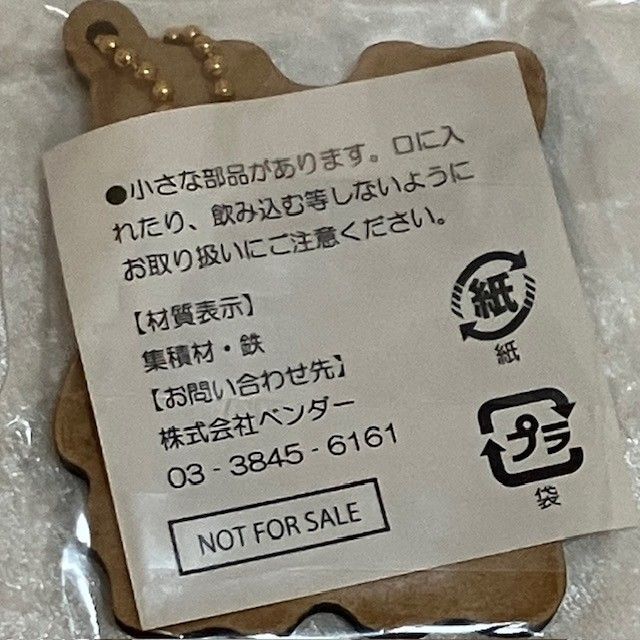 ●小さな部品があります。口に入
れたり、飲み込む等しないように
お取り扱いにご注意ください。
【材質表示】
集積材・鉄
【お問い合わせ先】
株式会社ベンダー
03-3845-6161
NOT FOR SALE
紙
紙
プラ
袋